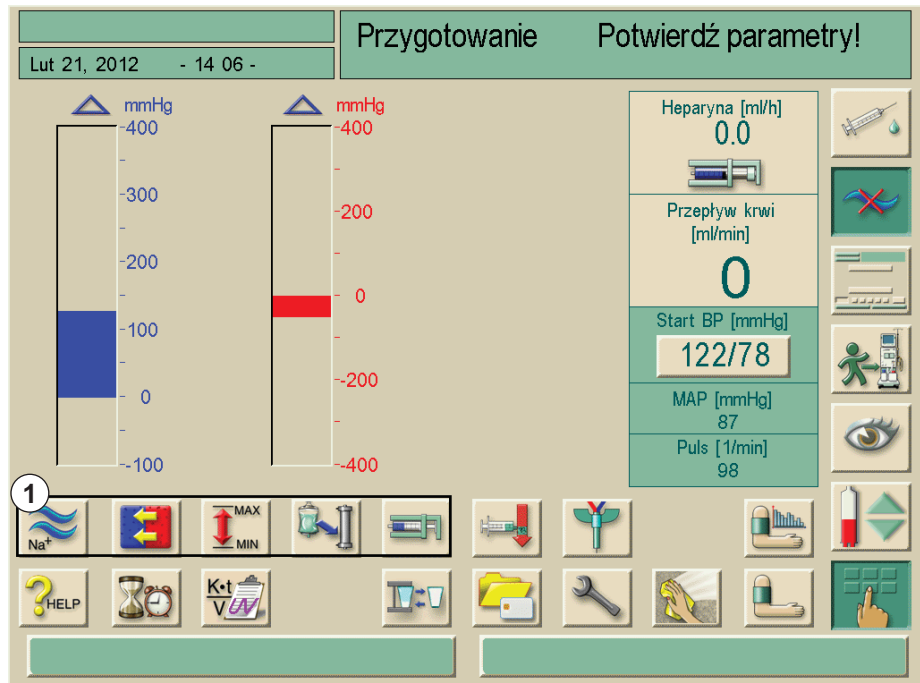 Przygotowanie Potwierdź parametry!
Lut 21, 2012 - 14 06 -
mmHg
400
300
200
100
0
-100
mmHg
400
200
0
-200
-400
Heparyna [ml/h]
0.0
Przepływ krwi
[ml/min]
0
Start BP [mmHg]
122/78
MAP [mmHg]
87
Puls [1/min]
98
1
Na+
MAX
MIN
?HELP
K•t
V